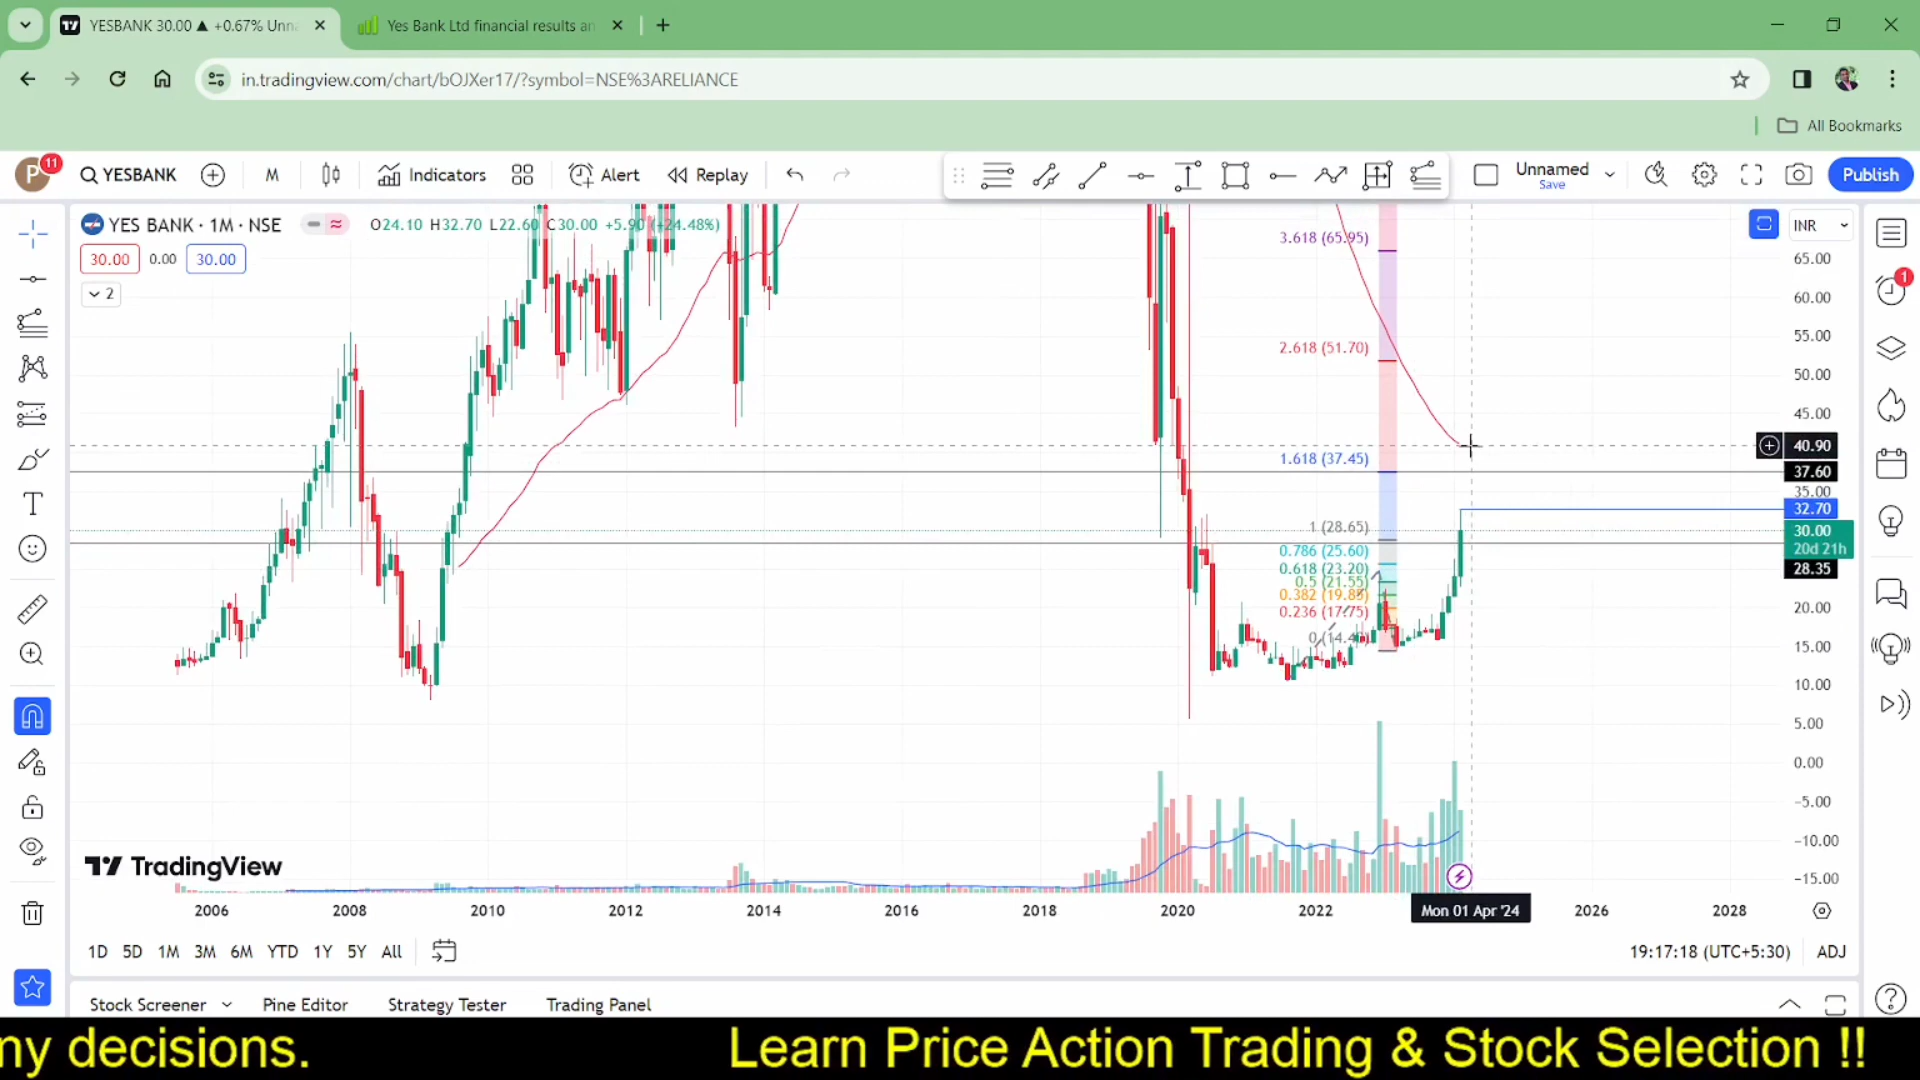 YESBANK 30.00 ▲ +0.67% Unna
Yes Bank Ltd financial results an
in.tradingview.com/chart/bOJXer17/?symbol=NSE%3ARELIANCE
All Bookmarks
P 11
YESBANK
M
Indicators
Alert
Replay
Unnamed
Save
Publish
YES BANK · 1M · NSE
O24.10 H32.70 L22.60 C30.00 +5.90 (+24.48%)
INR
30.00 0.00 30.00
2
3.618 (65.95)
2.618 (51.70)
1.618 (37.45)
1 (28.65)
0.786 (25.60)
0.618 (23.20)
0.5 (21.55)
0.382 (19.85)
0.236 (17.75)
65.00
60.00
55.00
50.00
45.00
40.90
37.60
35.00
32.70
30.00
20d 21h
28.35
20.00
15.00
10.00
5.00
0.00
−5.00
−10.00
−15.00
1
TradingView
2006 2008 2010 2012 2014 2016 2018 2020 2022 Mon 01 Apr '24 2026 2028
1D 5D 1M 3M 6M YTD 1Y 5Y All
19:17:18 (UTC+5:30) ADJ
Stock Screener Pine Editor Strategy Tester Trading Panel
ny decisions. Learn Price Action Trading & Stock Selection !!